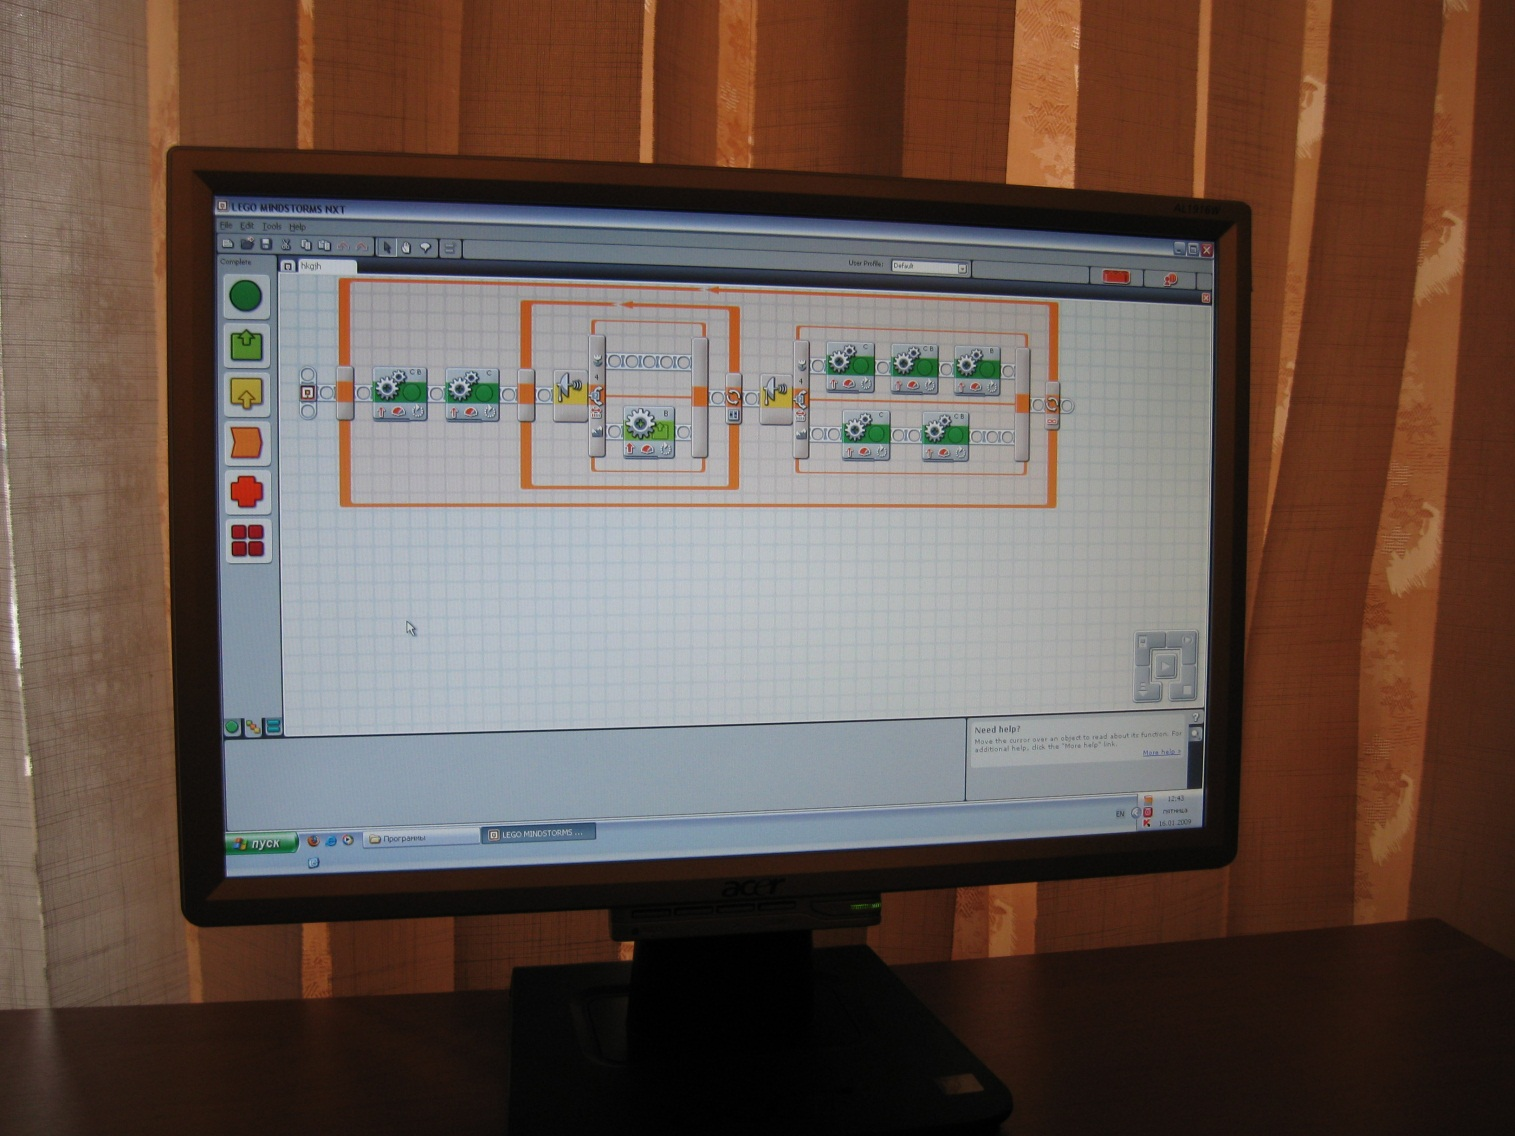 AL1916W
LEGO MINDSTORMS NXT
File Edit Tools Help
Complete
hkgjh
User Profile: Default
C B
C
B
C
C B
B
C
C B
Need help?
Move the cursor over an object to read about its function. For
additional help, click the "More help" link.
More help »
пуск
Программы
LEGO MINDSTORMS ...
EN
12:43
пятница
16.01.2009
acer